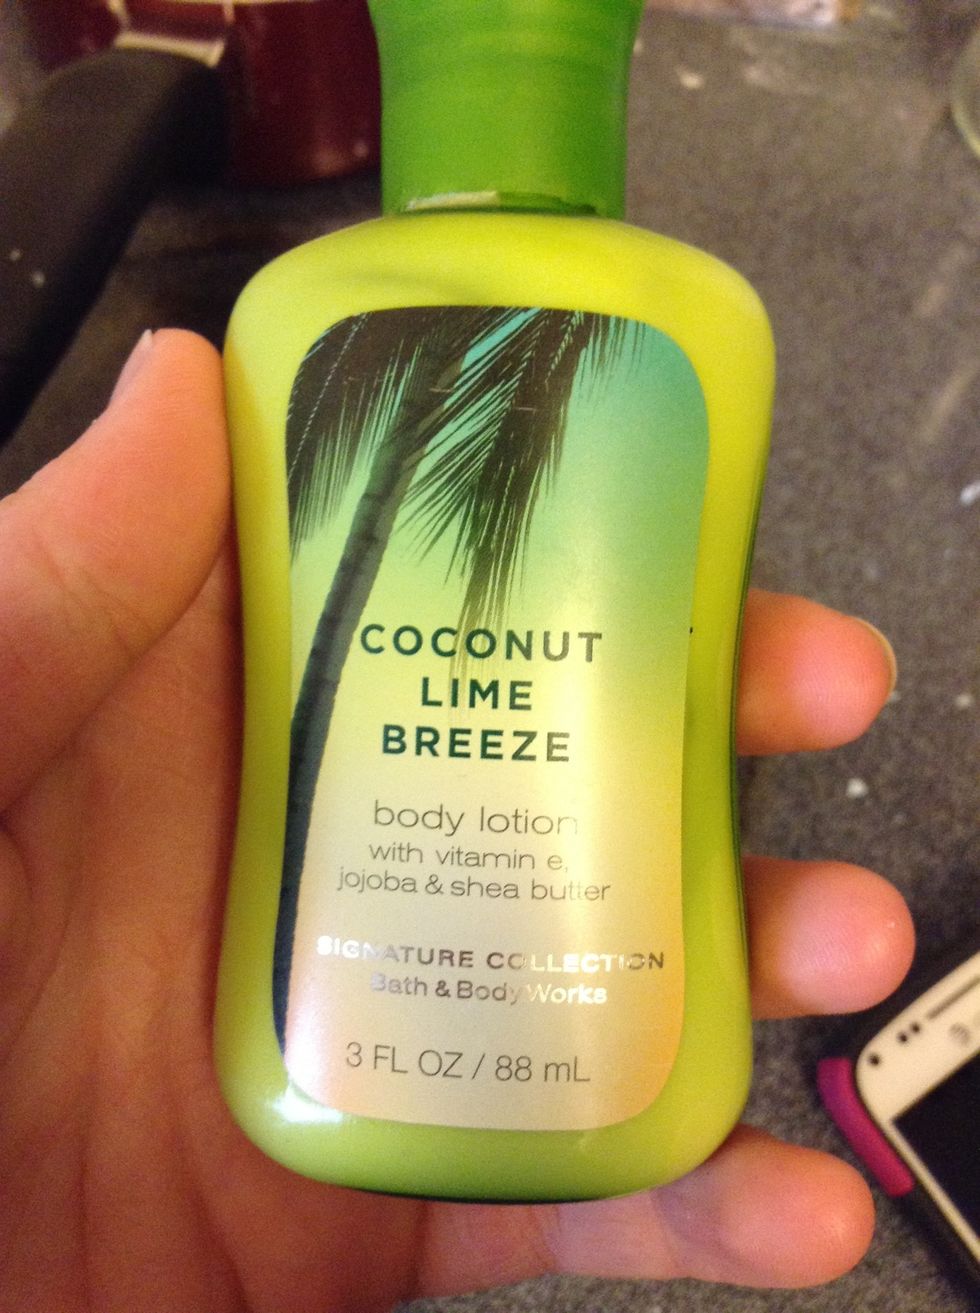 COCONUT
LIME
BREEZE
body lotion
with vitamin e,
jojoba & shea butter
SIGNATURE COLLECTION
Bath & Body Works
3 FL OZ / 88 mL